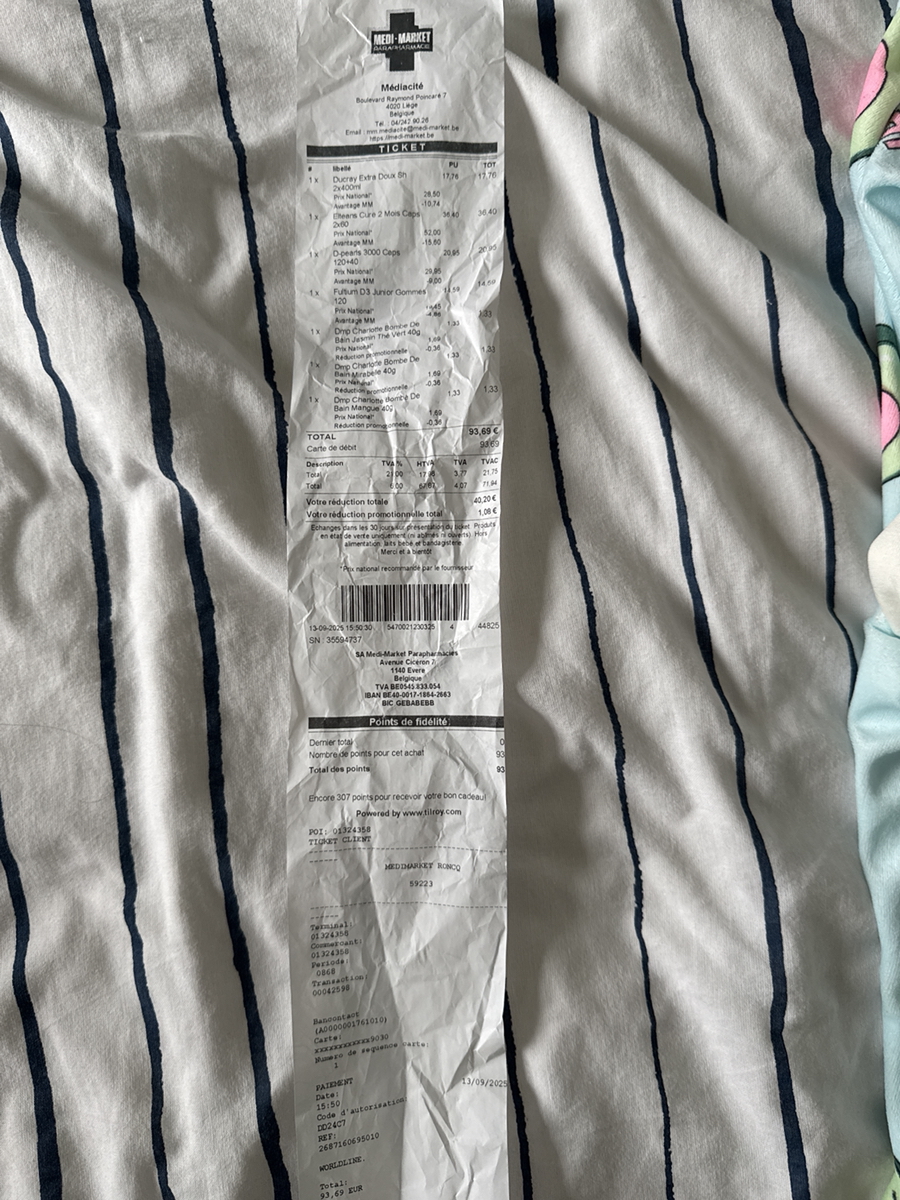 MEDI-MARKET
PARAPHARMACIE
Médiacité
Boulevard Raymond Poincaré 7
4020 Liège
Belgique
Tél : 04/242.90.26
Email : mm.mediacite@medi-market.be
https://medi-market.be
TICKET
# libellé PU TOT
1 x Ducray Extra Doux Sh 17,76 17,76
2x400ml
Prix National* 28,50
Avantage MM -10,74
1 x Elteans Cure 2 Mois Caps 36,40 36,40
2x60
Prix National* 52,00
Avantage MM -15,60
1 x D-pearls 3000 Caps 20,95 20,95
120+40
Prix National* 29,95
Avantage MM -9,00
1 x Fultium D3 Junior Gommes 14,59 14,59
120
Prix National*
Avantage MM -4,86
1 x Dmp Charlotte Bombe De 1,33 1,33
Bain Jasmin Thé Vert 40g
Prix National* 1,69
Réduction promotionnelle -0,36
1 x Dmp Charlotte Bombe De 1,33 1,33
Bain Mirabelle 40g
Prix National* 1,69
Réduction promotionnelle -0,36
1 x Dmp Charlotte Bombe De 1,33 1,33
Bain Mangue 40g
Prix National* 1,69
Réduction promotionnelle -0,36
TOTAL 93,69 €
Carte de débit 93,69
Description TVA % HTVA TVA TVAC
Total 21,00 17,98 3,77 21,75
Total 6,00 67,87 4,07 71,94
Votre réduction totale 40,20 €
Votre réduction promotionnelle total 1,08 €
Echanges dans les 30 jours sur présentation du ticket. Produits
en état de vente uniquement (ni abîmés ni ouverts). Hors
alimentation, laits bébé et bandagisterie.
Merci et à bientôt
*Prix national recommandé par le fournisseur
13-09-2025 15:50:30 5470021230325 4 44825
SN: 35594737
SA Medi-Market Parapharmacies
Avenue Ciceron 7
1140 Evere
Belgique
TVA BE0545.833.054
IBAN BE40-0017-1864-2663
BIC GEBABEBB
Points de fidélité
Dernier total 0
Nombre de points pour cet achat 93
Total des points 93
Encore 307 points pour recevoir votre bon cadeau!
Powered by www.tilroy.com
POI: 01324358
TICKET CLIENT
------
MEDIMARKET RONCQ
59223
------
Terminal:
01324358
Commercant:
01324358
Periode:
0868
Transaction:
00042598
Bancontact
(A0000001761010)
Carte:
xxxxxxxxxxxx9030
Numero de sequence carte:
1
PAIEMENT
Date: 13/09/2025
15:50
Code d'autorisation:
DD24C7
REF:
2687160695010
WORLDLINE.
Total:
93,69 EUR